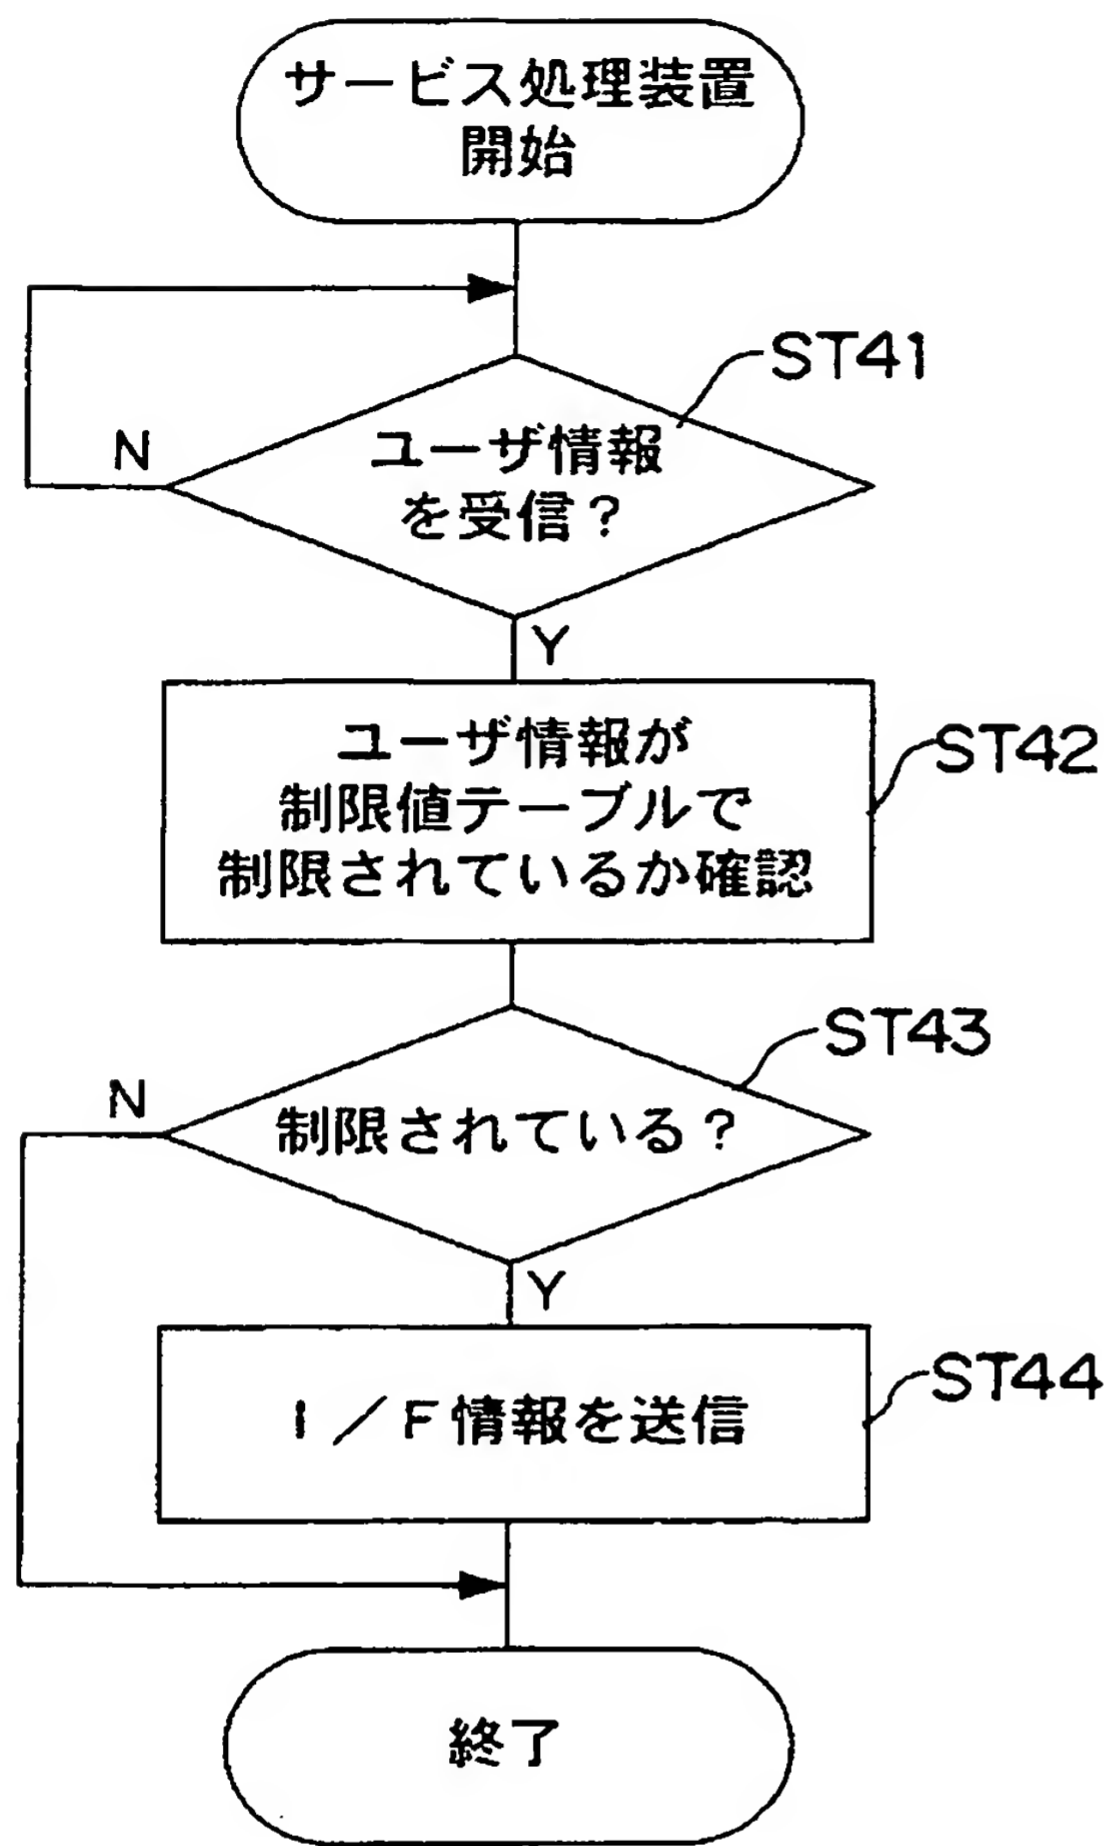 サービス処理装置
開始
ST41
N
ユーザ情報
を受信？
Y
ユーザ情報が
制限値テーブルで
制限されているか確認
ST42
ST43
N
制限されている？
Y
I／F情報を送信
ST44
終了